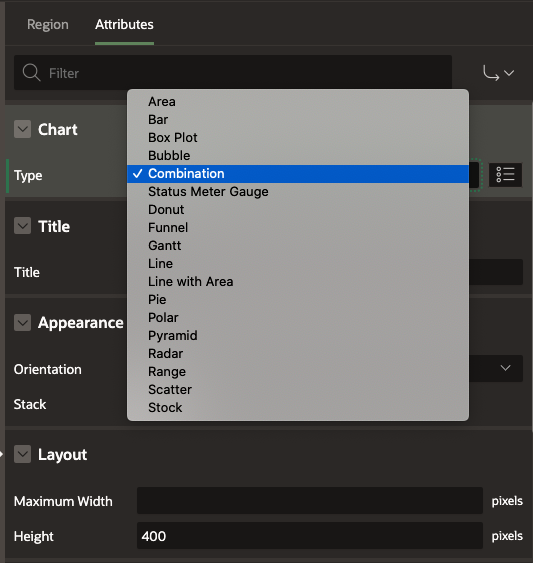 Region Attributes
Filter
Chart
Type
Area
Bar
Box Plot
Bubble
✓ Combination
Status Meter Gauge
Donut
Funnel
Gantt
Line
Line with Area
Pie
Polar
Pyramid
Radar
Range
Scatter
Stock
Title
Title
Appearance
Orientation
Stack
Layout
Maximum Width pixels
Height 400 pixels